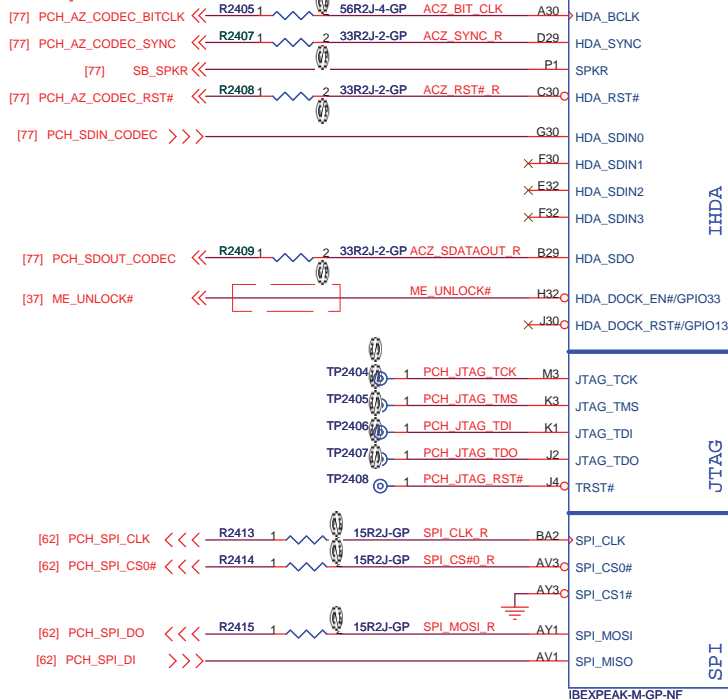 [77] PCH_AZ_CODEC_BITCLK R2405 1 56R2J-4-GP ACZ_BIT_CLK A30 HDA_BCLK
[77] PCH_AZ_CODEC_SYNC R2407 1 2 33R2J-2-GP ACZ_SYNC_R D29 HDA_SYNC
[77] SB_SPKR P1 SPKR
[77] PCH_AZ_CODEC_RST# R2408 1 2 33R2J-2-GP ACZ_RST#_R C30 HDA_RST#
[77] PCH_SDIN_CODEC G30 HDA_SDIN0
F30 HDA_SDIN1
E32 HDA_SDIN2
F32 HDA_SDIN3
IHDA
[77] PCH_SDOUT_CODEC R2409 1 2 33R2J-2-GP ACZ_SDATAOUT_R B29 HDA_SDO
[37] ME_UNLOCK# ME_UNLOCK# H32 HDA_DOCK_EN#/GPIO33
J30 HDA_DOCK_RST#/GPIO13
TP2404 1 PCH_JTAG_TCK M3 JTAG_TCK
TP2405 1 PCH_JTAG_TMS K3 JTAG_TMS
TP2406 1 PCH_JTAG_TDI K1 JTAG_TDI
TP2407 1 PCH_JTAG_TDO J2 JTAG_TDO
TP2408 1 PCH_JTAG_RST# J4 TRST#
JTAG
[62] PCH_SPI_CLK R2413 1 15R2J-GP SPI_CLK_R BA2 SPI_CLK
[62] PCH_SPI_CS0# R2414 1 15R2J-GP SPI_CS#0_R AV3 SPI_CS0#
AY3 SPI_CS1#
[62] PCH_SPI_DO R2415 1 2 15R2J-GP SPI_MOSI_R AY1 SPI_MOSI
[62] PCH_SPI_DI AV1 SPI_MISO
SPI
IBEXPEAK-M-GP-NF